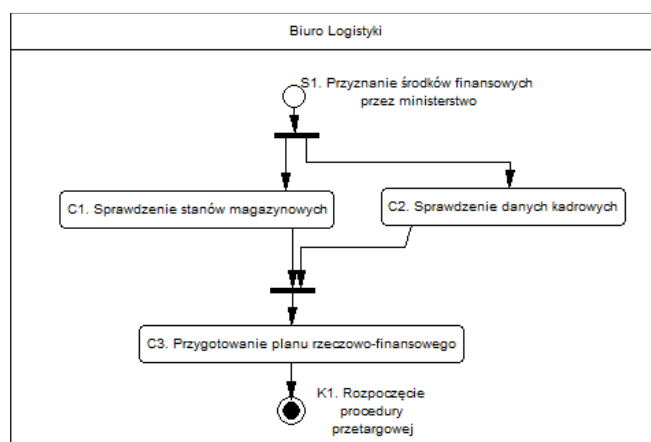 Biuro Logistyki
S1. Przyznanie środków finansowych
przez ministerstwo
C1. Sprawdzenie stanów magazynowych
C2. Sprawdzenie danych kadrowych
C3. Przygotowanie planu rzeczowo-finansowego
K1. Rozpoczęcie
procedury
przetargowej